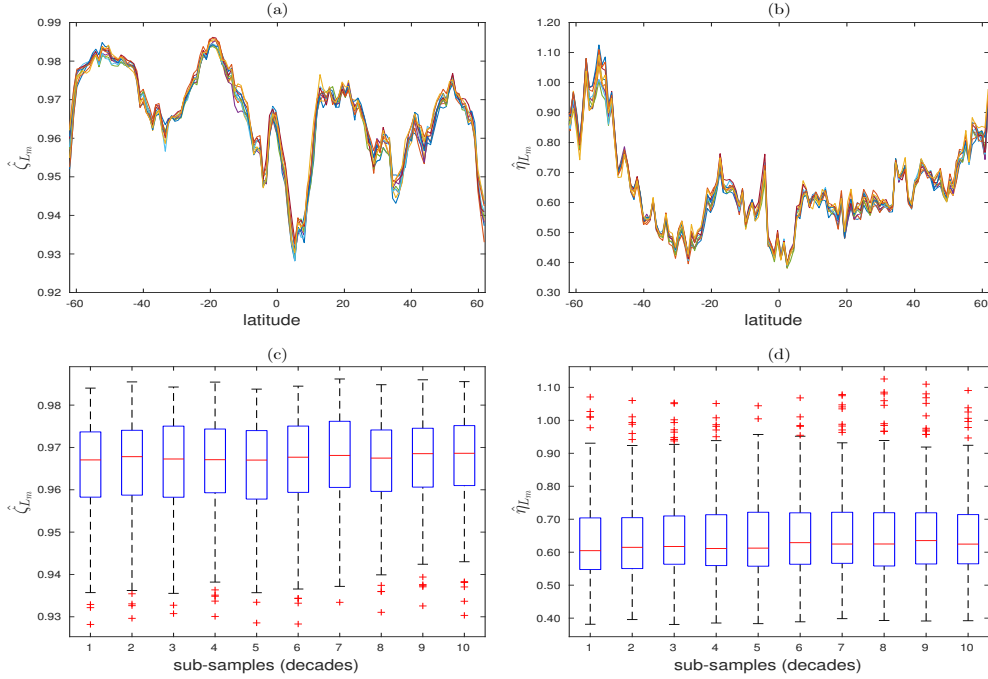 (a)
0.99
0.98
0.97
0.96
0.95
0.94
0.93
0.92
-60 -40 -20 0 20 40 60
latitude
ζ̂_{L_m}
(b)
1.20
1.10
1.00
0.90
0.80
0.70
0.60
0.50
0.40
0.30
-60 -40 -20 0 20 40 60
latitude
η̂_{L_m}
(c)
0.98
0.97
0.96
0.95
0.94
0.93
1 2 3 4 5 6 7 8 9 10
sub-samples (decades)
ζ̂_{L_m}
(d)
1.10
1.00
0.90
0.80
0.70
0.60
0.50
0.40
1 2 3 4 5 6 7 8 9 10
sub-samples (decades)
η̂_{L_m}